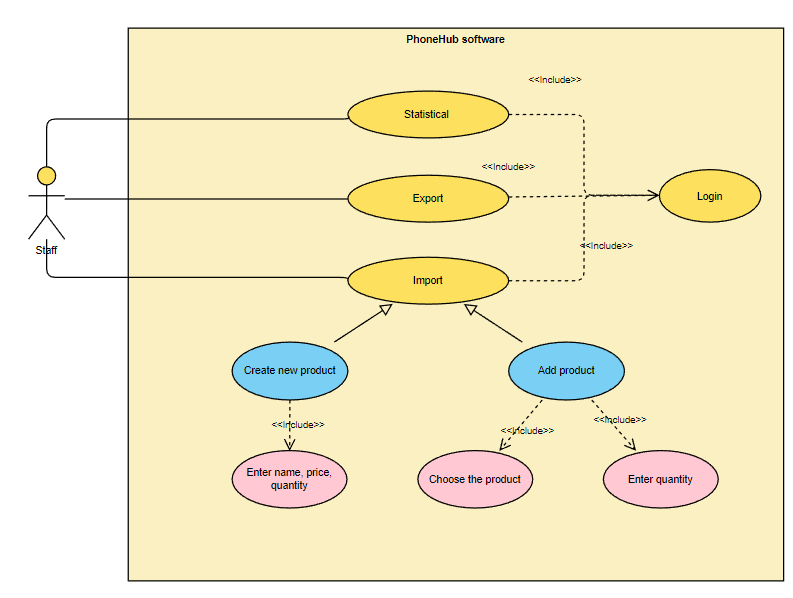 PhoneHub software
<<Include>>
Statistical
<<Include>>
Export
Login
Staff
<<Include>>
Import
Create new product
Add product
<<Include>>
<<Include>>
<<Include>>
Enter name, price,
quantity
Choose the product
Enter quantity